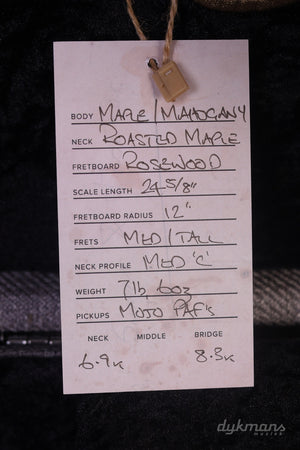 BODY MAPLE/MAHOGANY
NECK ROASTED MAPLE
FRETBOARD ROSEWOOD
SCALE LENGTH 24-5/8"
FRETBOARD RADIUS 12"
FRETS MED/TALL
NECK PROFILE MED 'C'
WEIGHT 7lb, 6oz
PICKUPS MOJO PAF's
NECK MIDDLE BRIDGE
6.9K 8.3K
dykmans
muziek